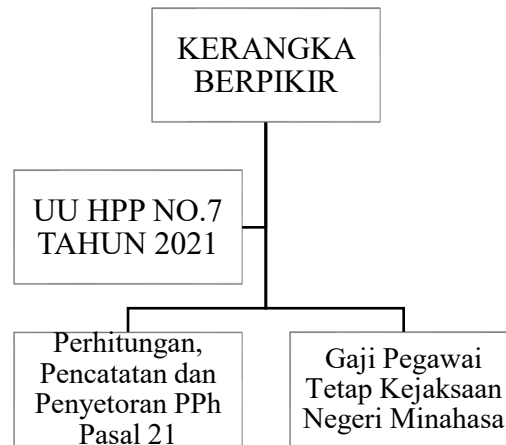 KERANGKA
BERPIKIR
UU HPP NO.7
TAHUN 2021
Perhitungan,
Pencatatan dan
Penyetoran PPh
Pasal 21
Gaji Pegawai
Tetap Kejaksaan
Negeri Minahasa